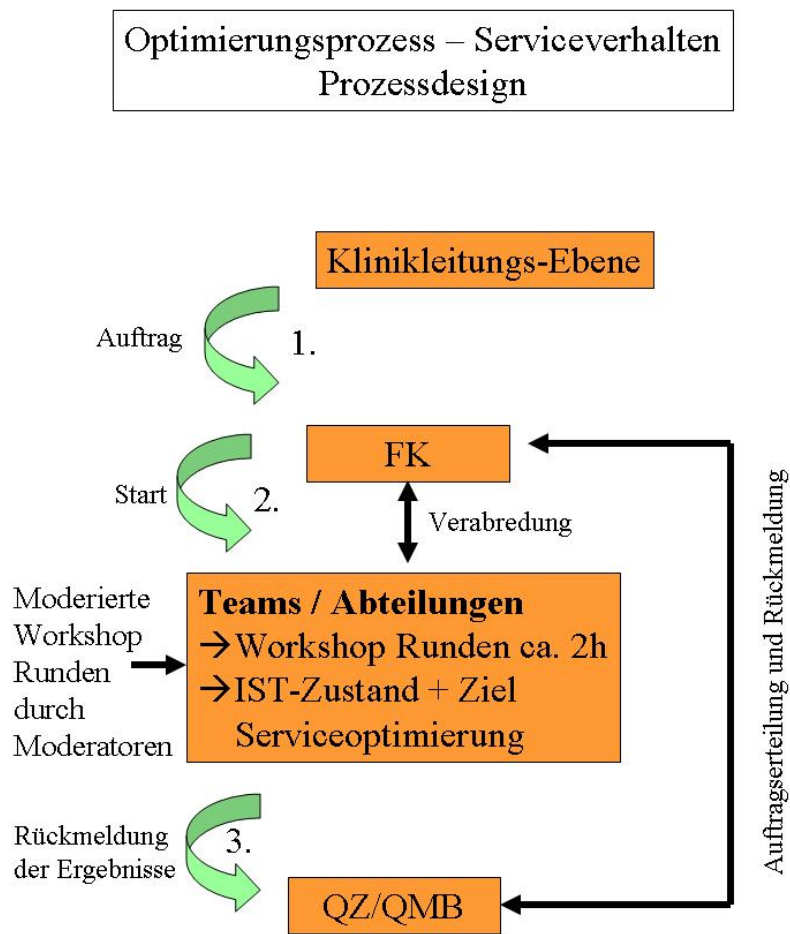 Optimierungsprozess – Serviceverhalten
Prozessdesign
Klinikleitungs-Ebene
Auftrag
1.
FK
Start
2.
Verabredung
Moderierte
Workshop
Runden
durch
Moderatoren
Teams / Abteilungen
→Workshop Runden ca. 2h
→IST-Zustand + Ziel
Serviceoptimierung
Auftragserteilung und Rückmeldung
Rückmeldung
der Ergebnisse
3.
QZ/QMB